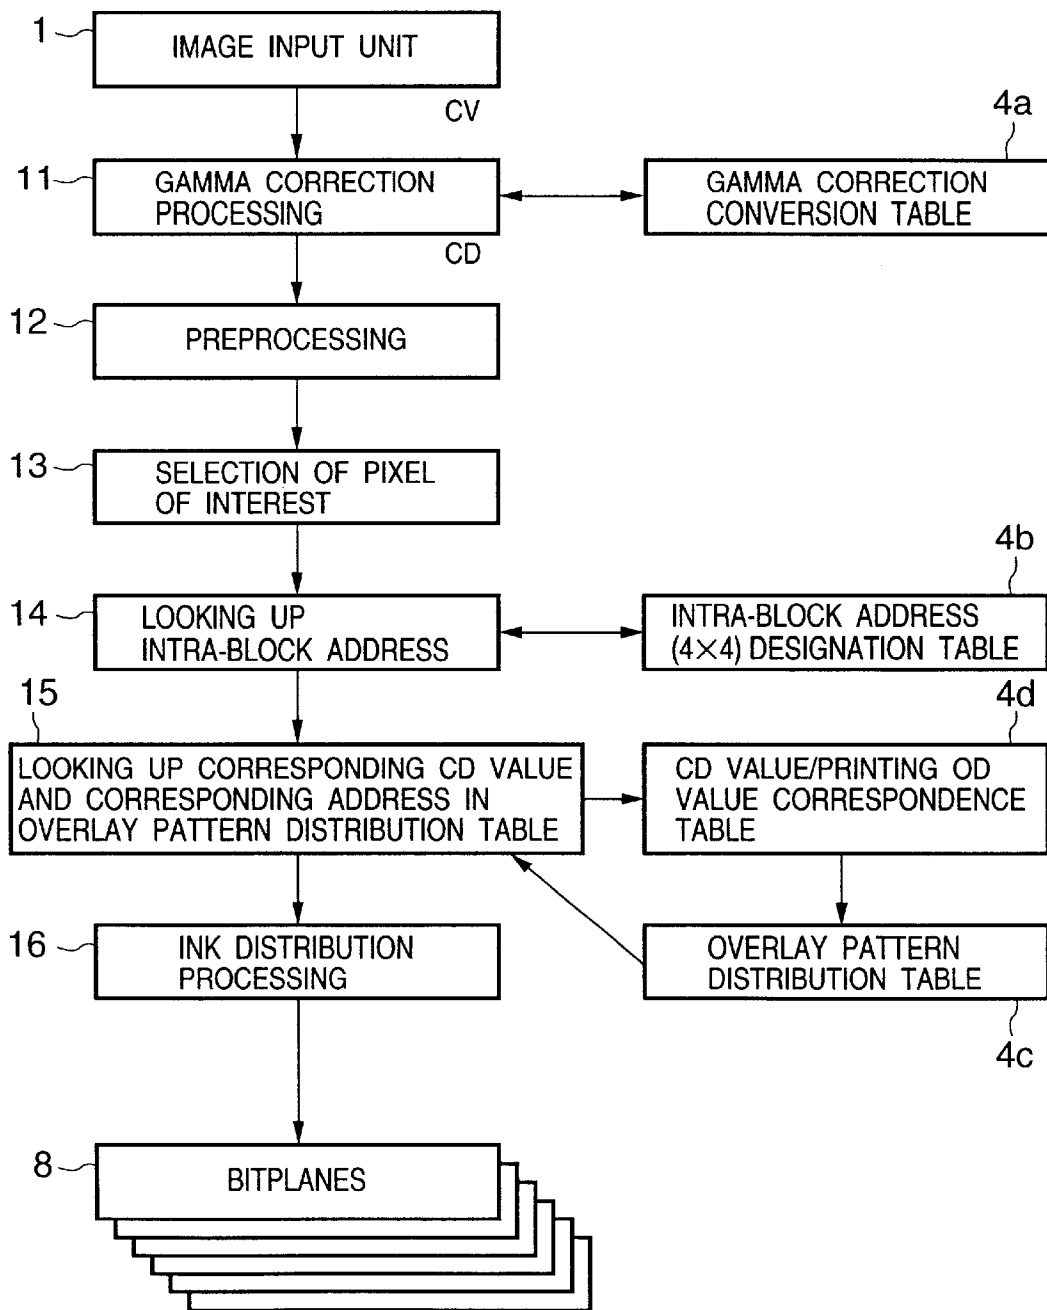 1
IMAGE INPUT UNIT
CV
4a
11
GAMMA CORRECTION
PROCESSING
GAMMA CORRECTION
CONVERSION TABLE
CD
12
PREPROCESSING
13
SELECTION OF PIXEL
OF INTEREST
4b
14
LOOKING UP
INTRA-BLOCK ADDRESS
INTRA-BLOCK ADDRESS
(4×4) DESIGNATION TABLE
15
4d
LOOKING UP CORRESPONDING CD VALUE
AND CORRESPONDING ADDRESS IN
OVERLAY PATTERN DISTRIBUTION TABLE
CD VALUE/PRINTING OD
VALUE CORRESPONDENCE
TABLE
16
INK DISTRIBUTION
PROCESSING
OVERLAY PATTERN
DISTRIBUTION TABLE
4c
8
BITPLANES